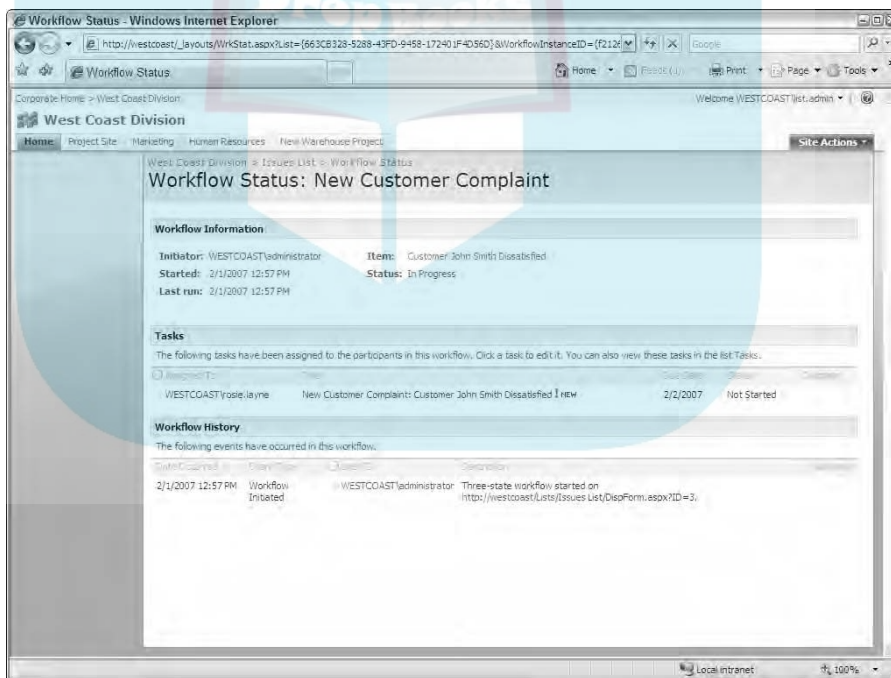 Workflow Status - Windows Internet Explorer
http://westcoast/_layouts/WrkStat.aspx?List={663CB328-5288-43FD-9458-172401F4D56D}&WorkflowInstanceID={f2126
Google
Workflow Status
Home
Print
Page
Tools
Corporate Home > West Coast Division
Welcome WESTCOAST\list.admin
West Coast Division
Home Project Site Marketing Human Resources New Warehouse Project
Site Actions
West Coast Division > Issues List > Workflow Status
Workflow Status: New Customer Complaint
Workflow Information
Initiator: WESTCOAST\administrator Item: Customer John Smith Dissatisfied
Started: 2/1/2007 12:57 PM Status: In Progress
Last run: 2/1/2007 12:57 PM
Tasks
The following tasks have been assigned to the participants in this workflow. Click a task to edit it. You can also view these tasks in the list Tasks.
Assigned To
WESTCOAST\rosie.layne New Customer Complaint: Customer John Smith Dissatisfied ! NEW 2/2/2007 Not Started
Workflow History
The following events have occurred in this workflow.
Date Occurred Description
2/1/2007 12:57 PM Workflow Initiated WESTCOAST\administrator Three-state workflow started on
http://westcoast/Lists/Issues List/DispForm.aspx?ID=3.
Local intranet
100%